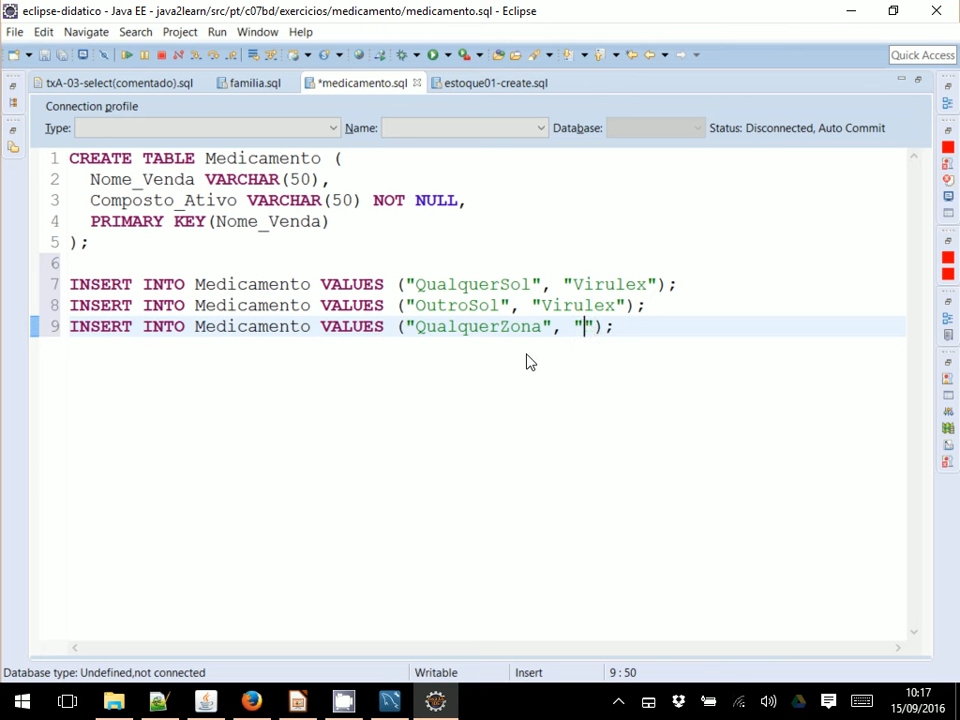 eclipse-didatico - Java EE - java2learn/src/pt/c07bd/exercicios/medicamento/medicamento.sql - Eclipse
File Edit Navigate Search Project Run Window Help
Quick Access
txA-03-select(comentado).sql familia.sql *medicamento.sql estoque01-create.sql
Connection profile
Type: Name: Database: Status: Disconnected, Auto Commit
1 CREATE TABLE Medicamento (
2 Nome_Venda VARCHAR(50),
3 Composto_Ativo VARCHAR(50) NOT NULL,
4 PRIMARY KEY(Nome_Venda)
5 );
6
7 INSERT INTO Medicamento VALUES ("QualquerSol", "Virulex");
8 INSERT INTO Medicamento VALUES ("OutroSol", "Virulex");
9 INSERT INTO Medicamento VALUES ("QualquerZona", "");
Database type: Undefined,not connected Writable Insert 9 : 50
10:17
15/09/2016